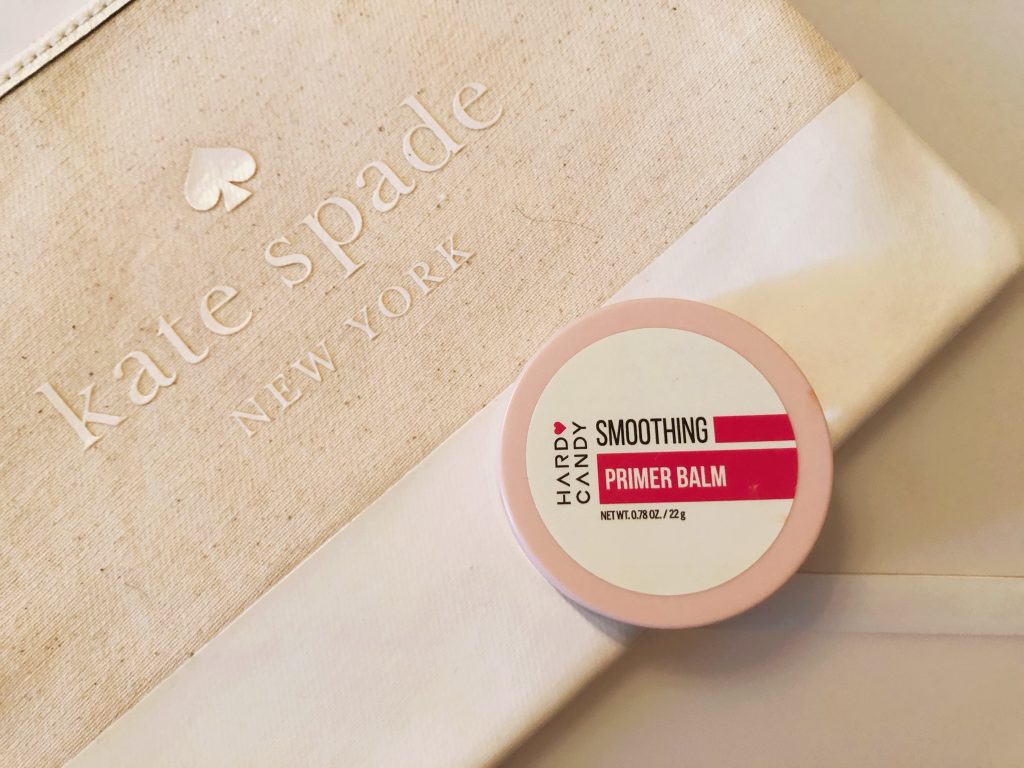 kate spade
NEW YORK
HARD
CANDY
SMOOTHING
PRIMER BALM
NET WT. 0.78 OZ. / 22 g